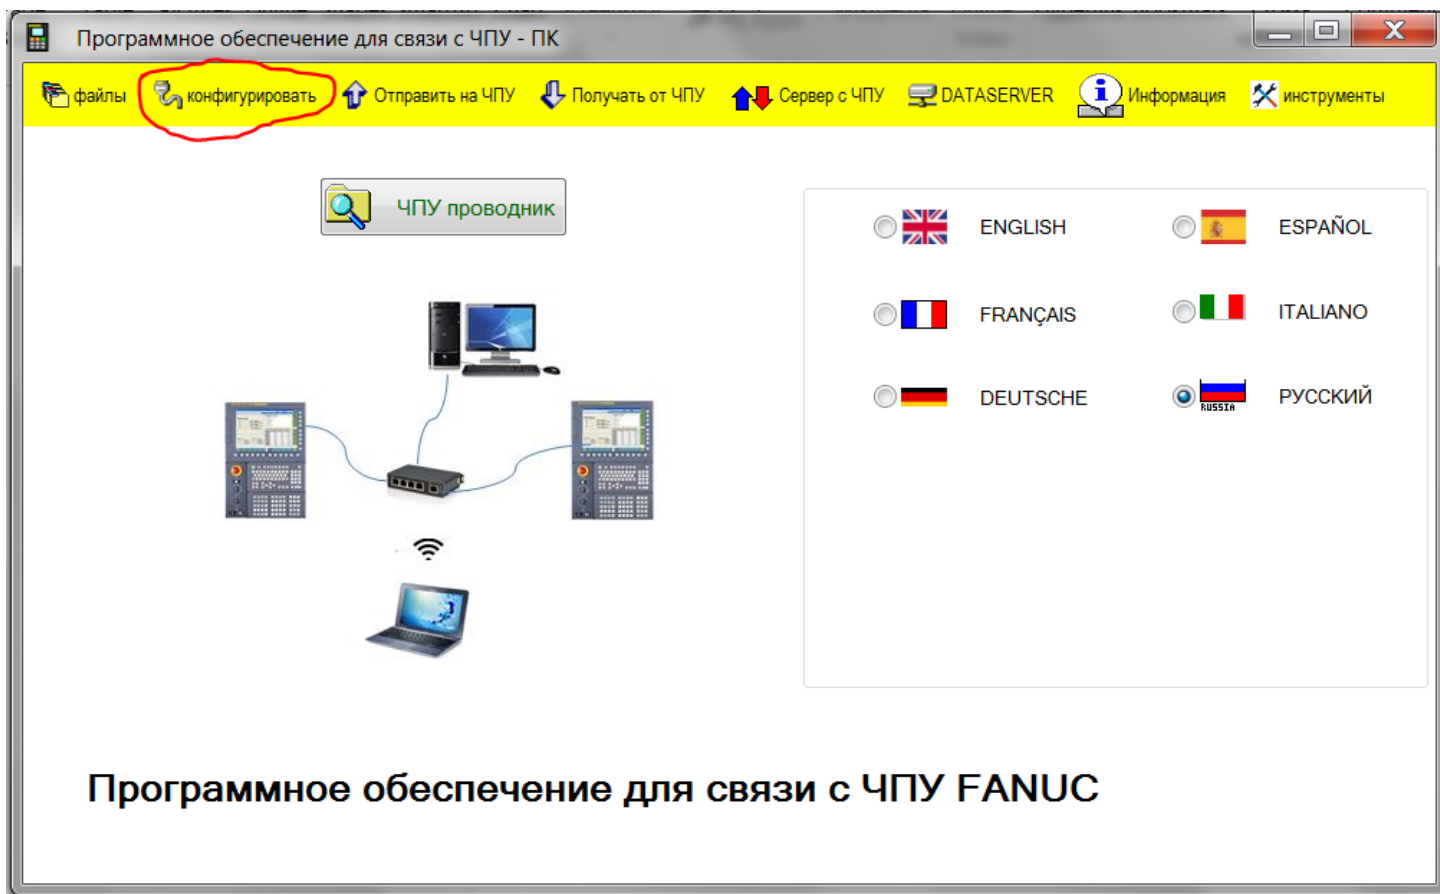 Программное обеспечение для связи с ЧПУ - ПК
файлы конфигурировать Отправить на ЧПУ Получать от ЧПУ Сервер с ЧПУ DATASERVER Информация инструменты
ЧПУ проводник
ENGLISH ESPAÑOL
FRANÇAIS ITALIANO
DEUTSCHE РУССКИЙ
RUSSIA
Программное обеспечение для связи с ЧПУ FANUC